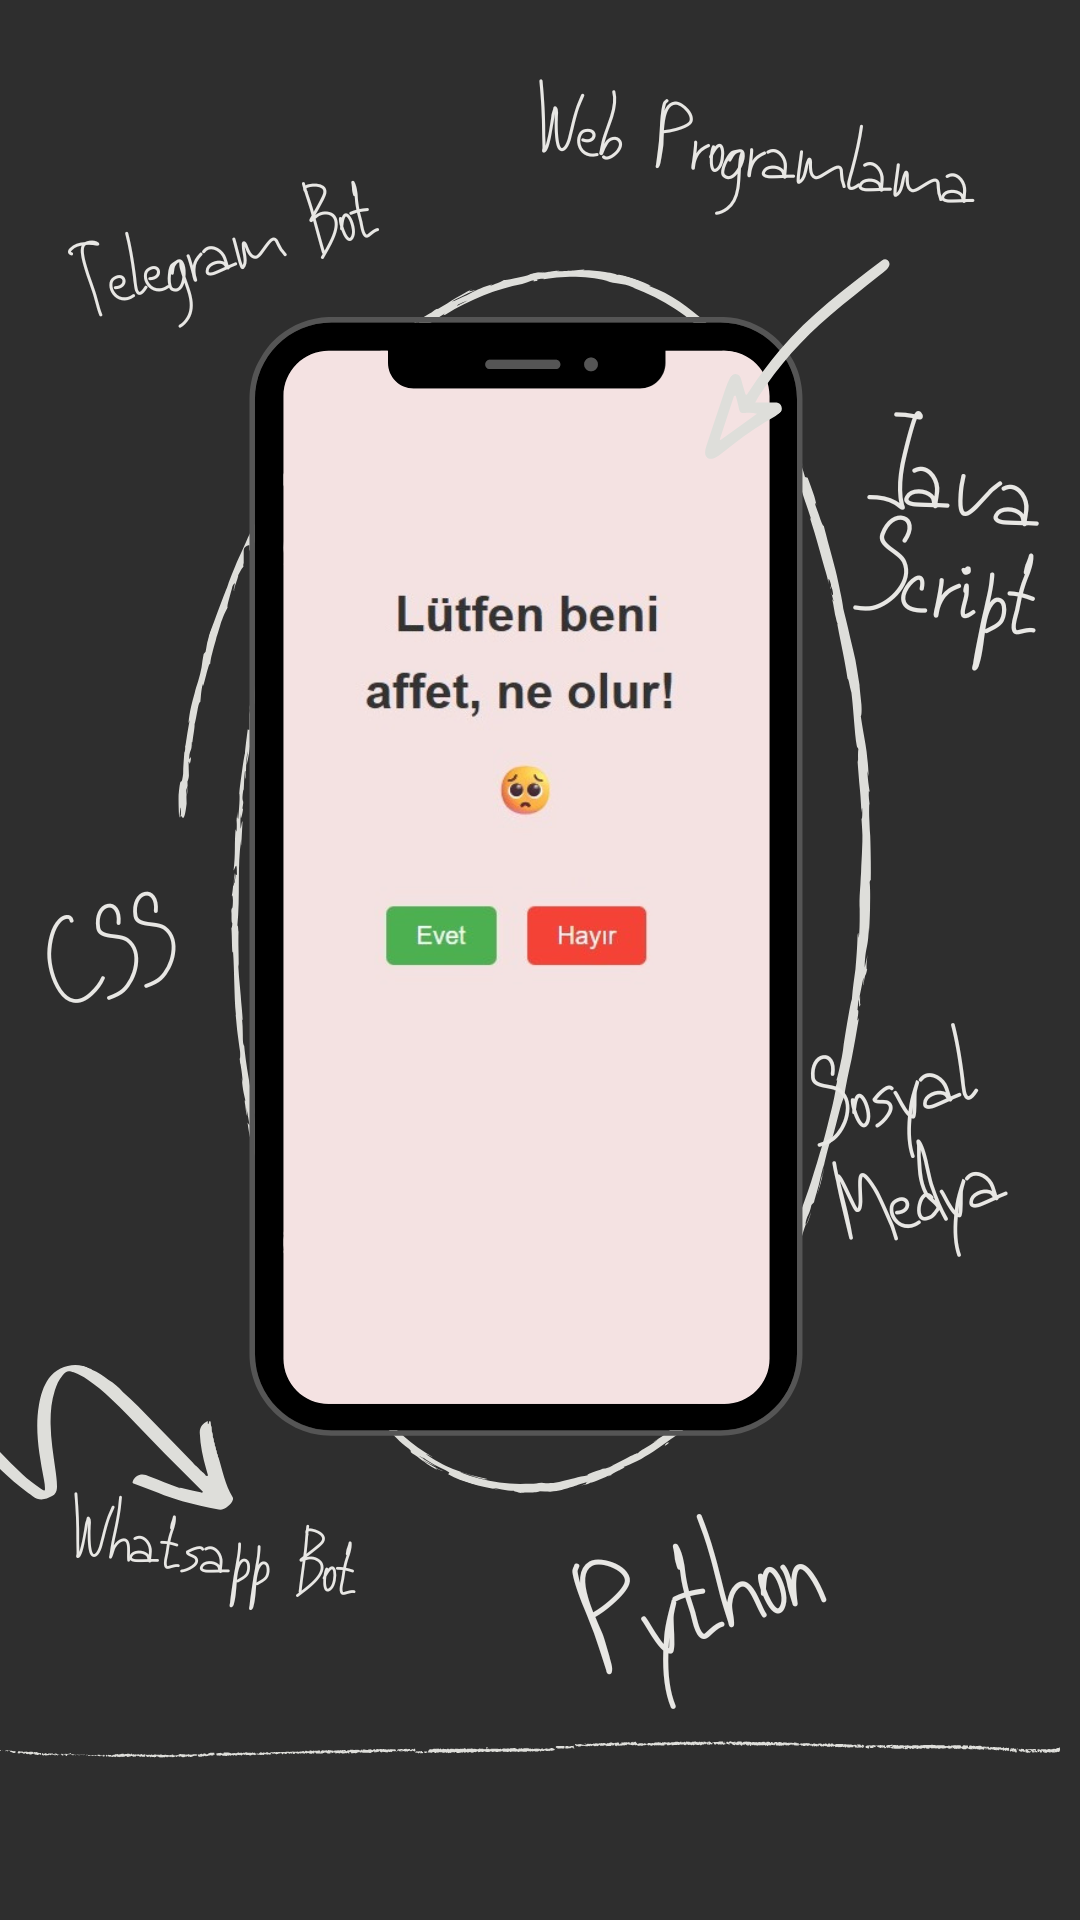 Web Programlama
Telegram Bot
Java
Script
Lütfen beni
affet, ne olur!
Evet
Hayır
CSS
Sosyal
Medya
Whatsapp Bot
Python